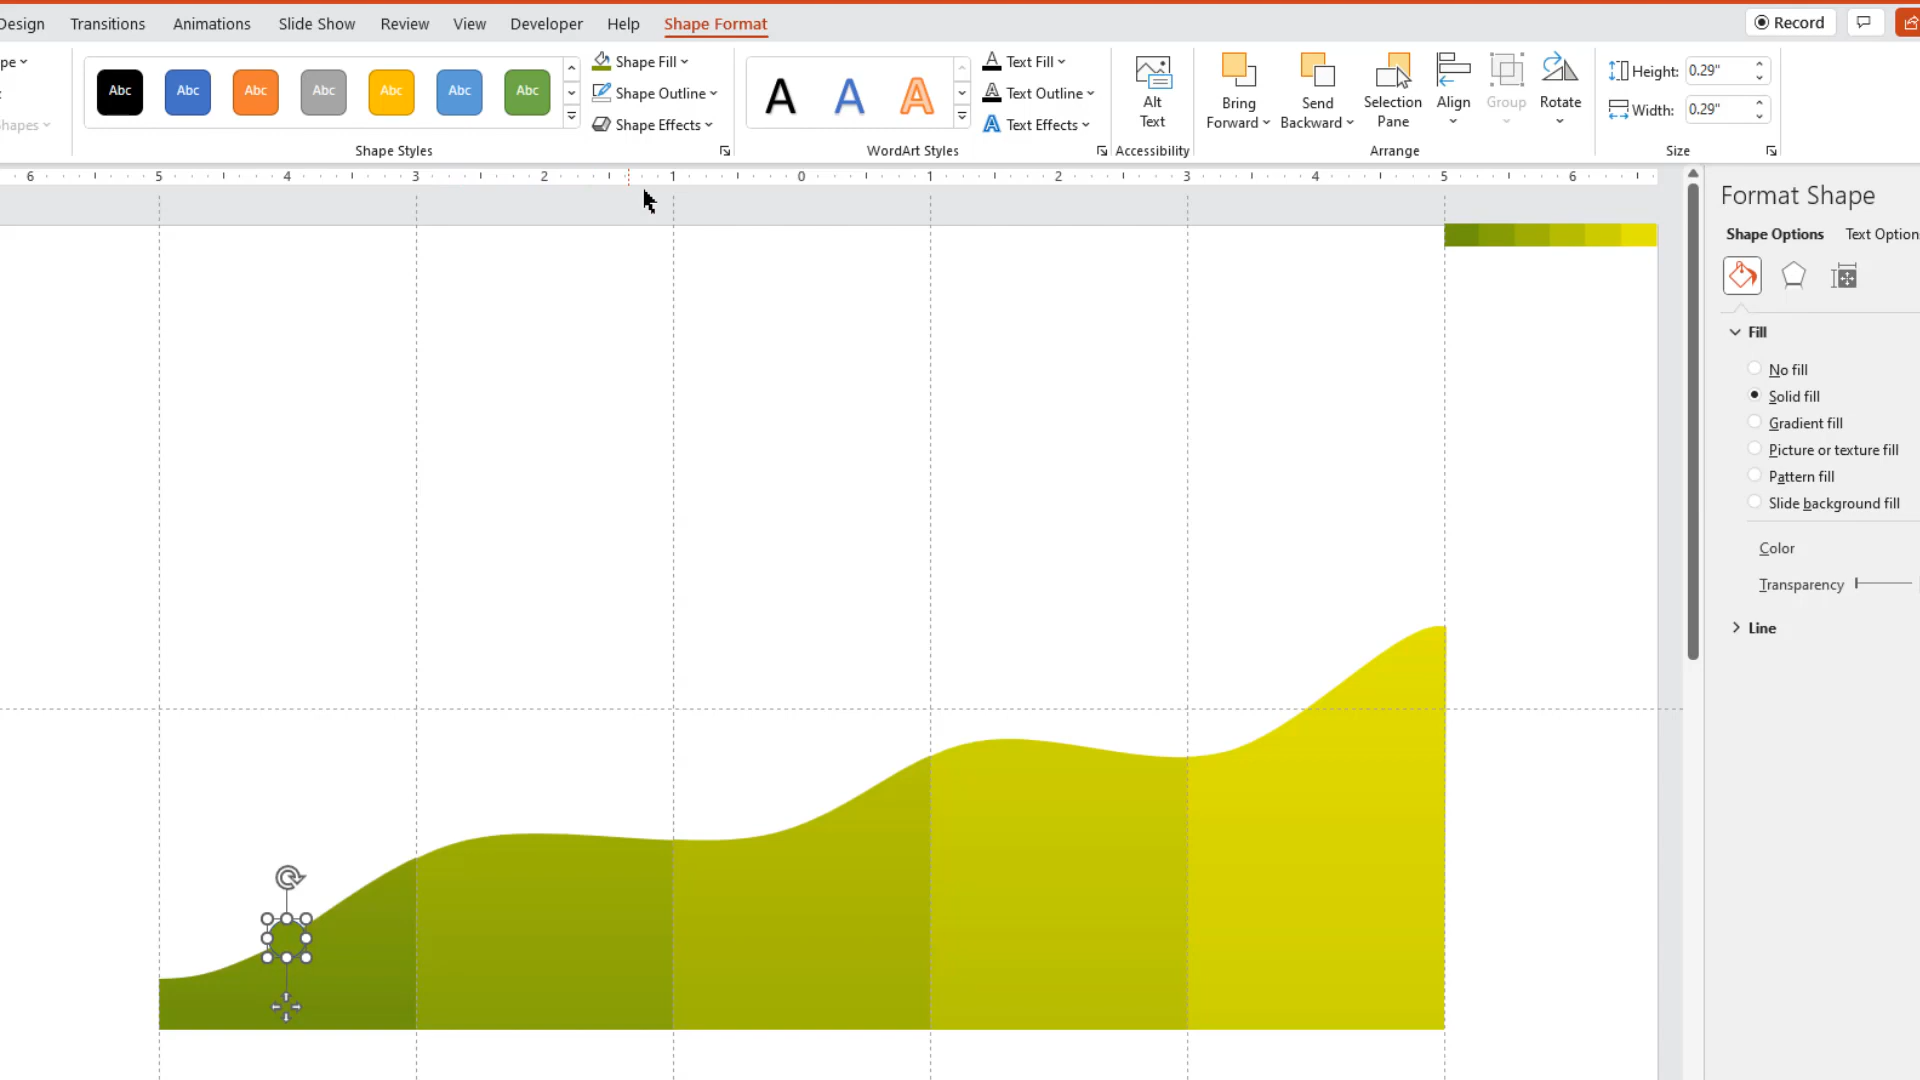 Design Transitions Animations Slide Show Review View Developer Help Shape Format Record
pe
hapes
Abc Abc Abc Abc Abc Abc Abc
Shape Fill
Shape Outline
Shape Effects
Shape Styles
A A A
Text Fill
Text Outline
Text Effects
WordArt Styles
Alt
Text
Accessibility
Bring
Forward
Send
Backward
Selection
Pane
Align
Group
Rotate
Arrange
Height: 0.29"
Width: 0.29"
Size
6 5 4 3 2 1 0 1 2 3 4 5 6
Format Shape
Shape Options Text Option
Fill
No fill
Solid fill
Gradient fill
Picture or texture fill
Pattern fill
Slide background fill
Color
Transparency
Line